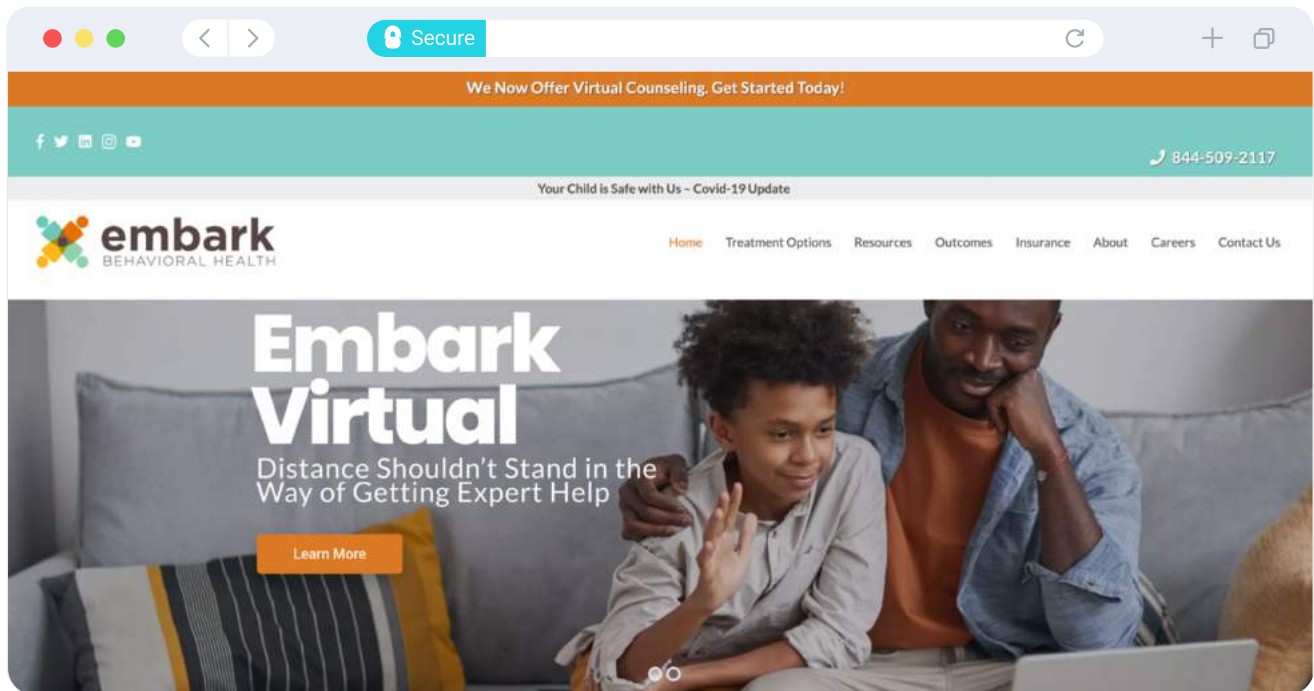 Secure
We Now Offer Virtual Counseling. Get Started Today!
844-509-2117
Your Child is Safe with Us – Covid-19 Update
embark
BEHAVIORAL HEALTH
Home Treatment Options Resources Outcomes Insurance About Careers Contact Us
Embark
Virtual
Distance Shouldn't Stand in the
Way of Getting Expert Help
Learn More